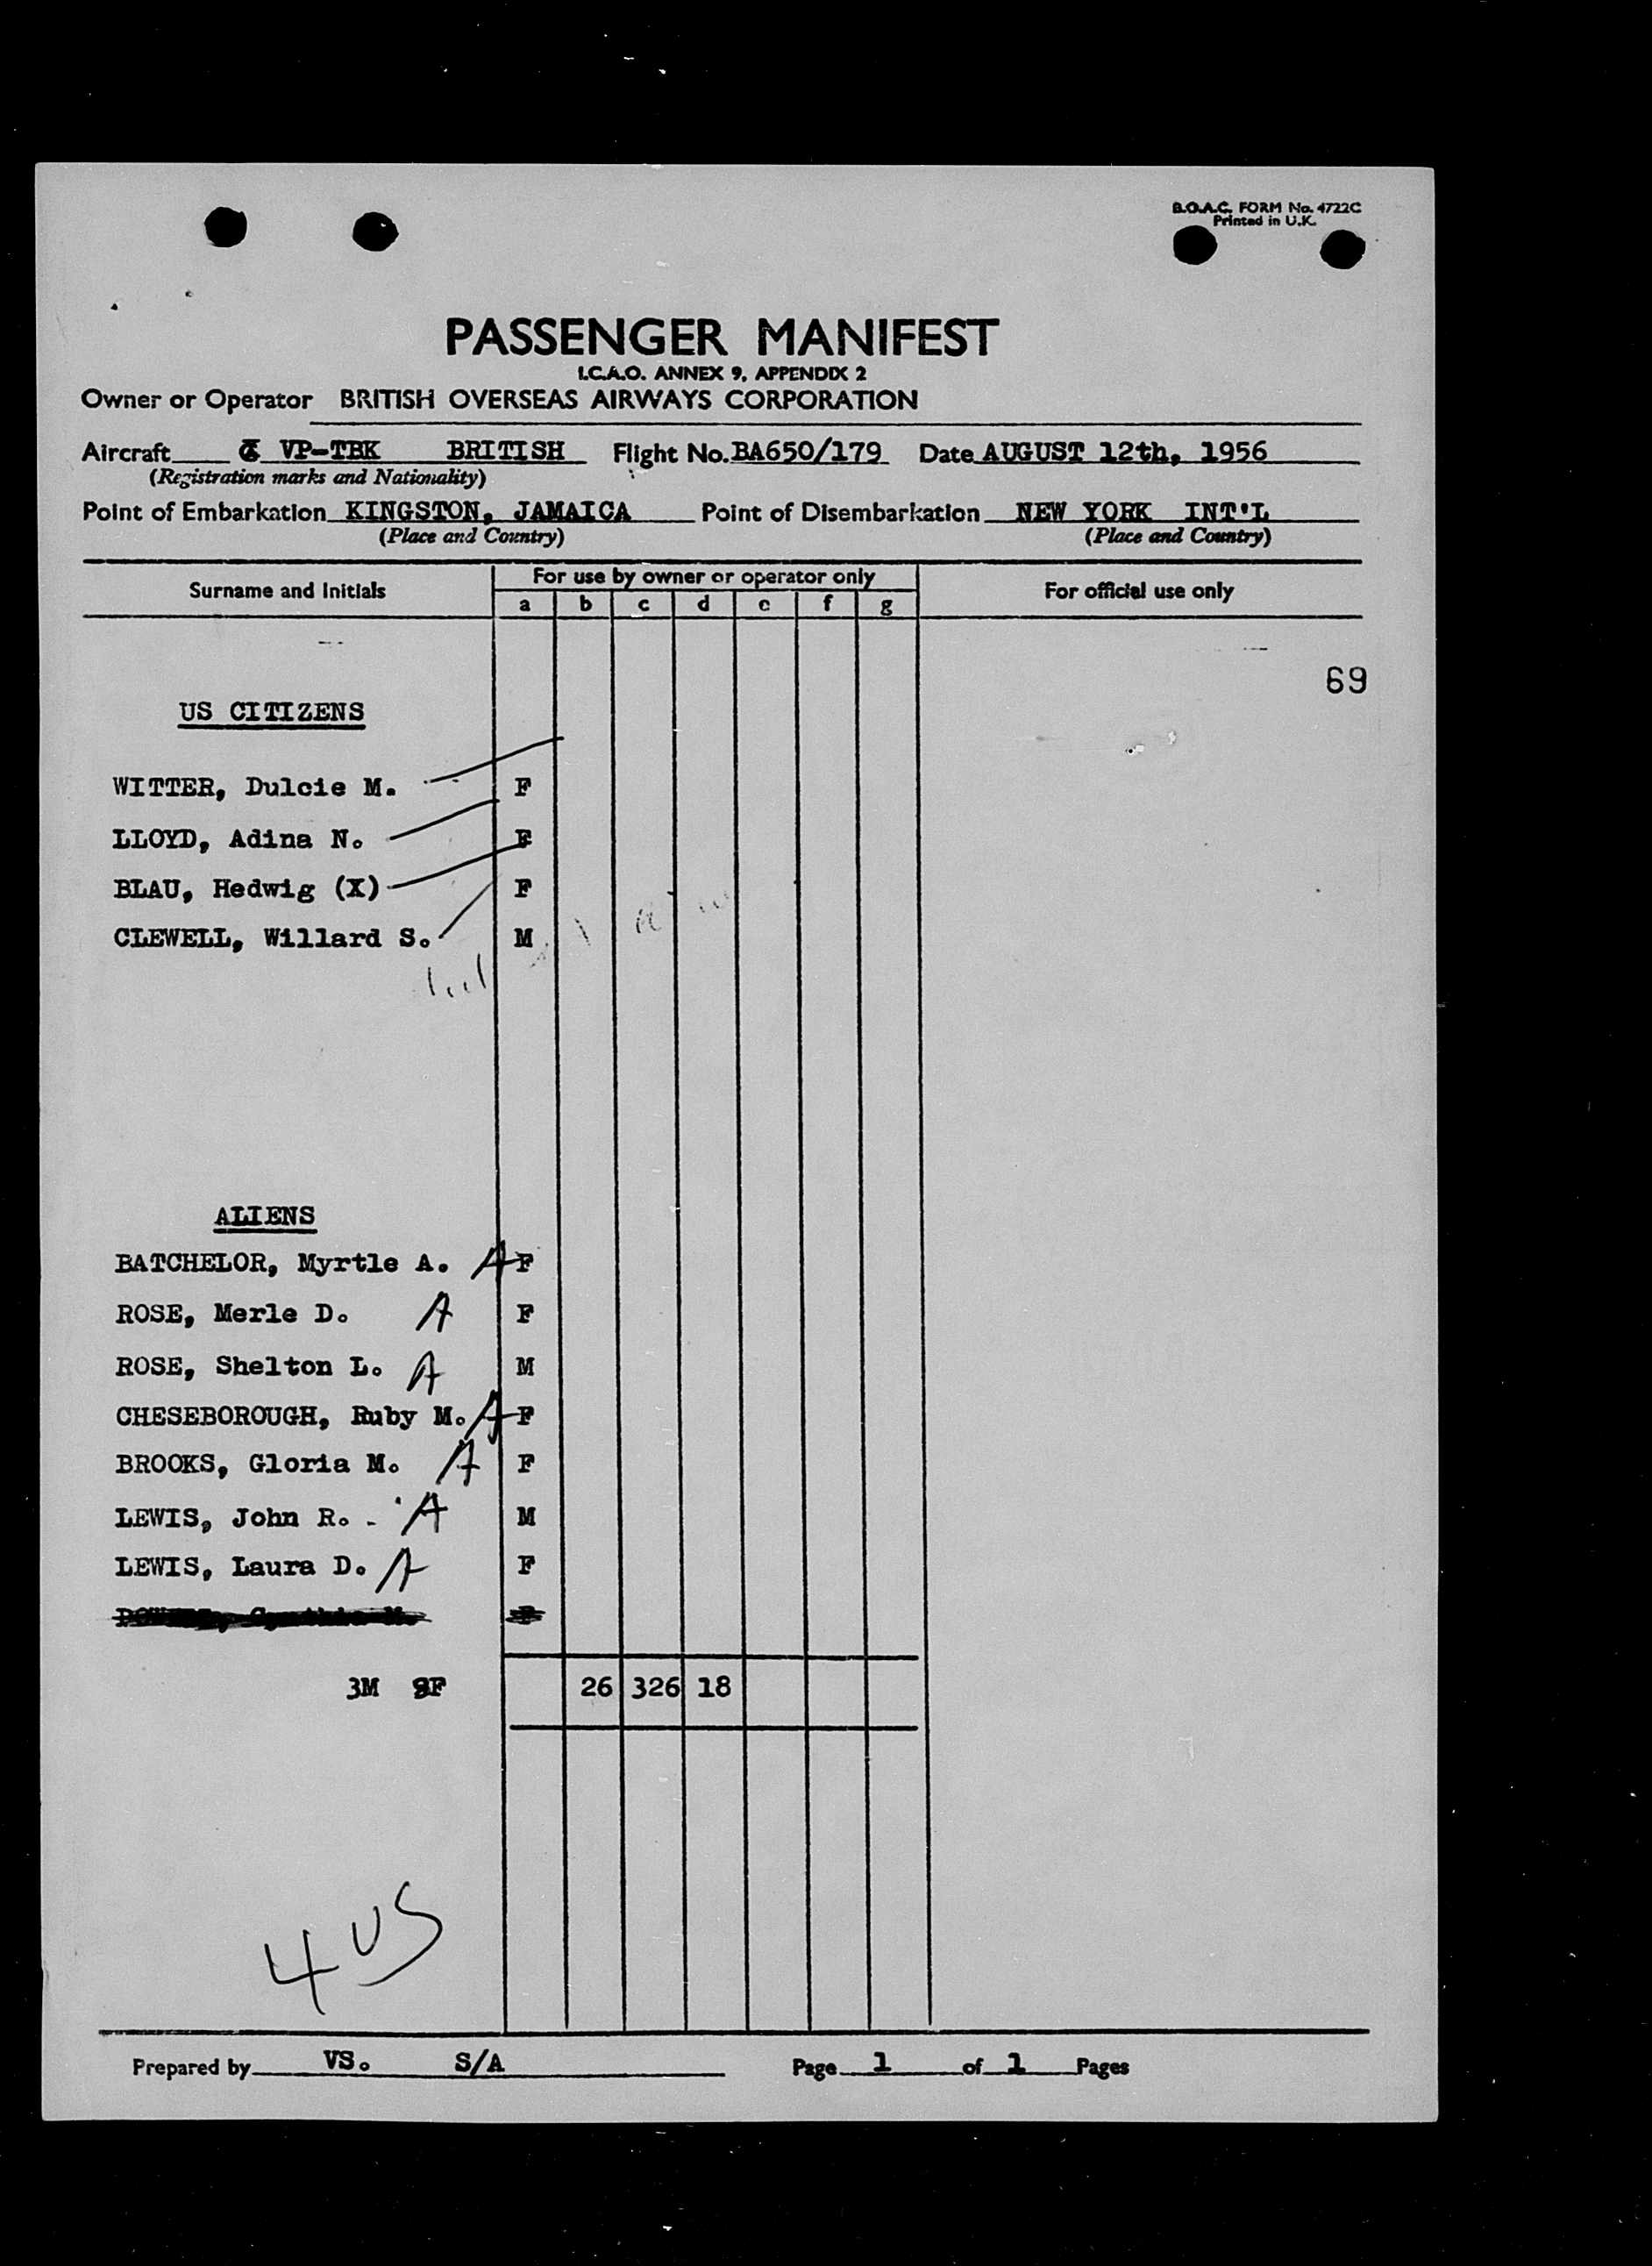 B.O.A.C. FORM No. 4722C
Printed in U.K.
PASSENGER MANIFEST
I.C.A.O. ANNEX 9, APPENDIX 2
Owner or Operator BRITISH OVERSEAS AIRWAYS CORPORATION
Aircraft VP-TBK BRITISH Flight No. BA650/179 Date AUGUST 12th, 1956
(Registration marks and Nationality)
Point of Embarkation KINGSTON, JAMAICA Point of Disembarkation NEW YORK INT'L
(Place and Country) (Place and Country)
Surname and Initials For use by owner or operator only For official use only
a b c d e f g
69
US CITIZENS
WITTER, Dulcie M. F
LLOYD, Adina N. F
BLAU, Hedwig (X) F
CLEWELL, Willard S. M
ALIENS
BATCHELOR, Myrtle A. A F
ROSE, Merle D. A F
ROSE, Shelton L. A M
CHESEBOROUGH, Ruby M. A F
BROOKS, Gloria M. A F
LEWIS, John R. - A M
LEWIS, Laura D. A F
3M 26 326 18
4 US
Prepared by VS. S/A Page 1 of 1 Pages